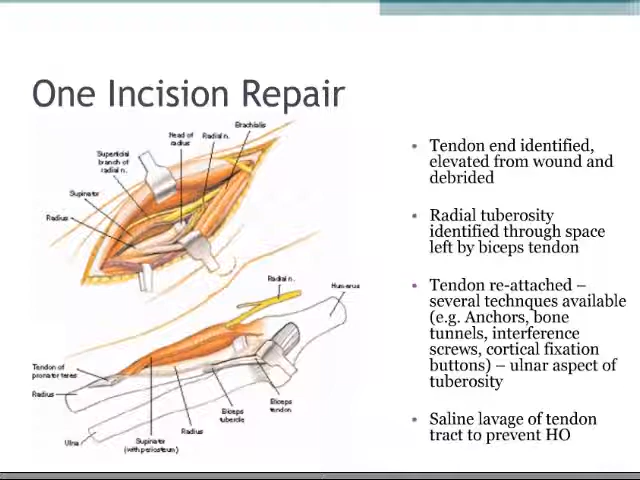 One Incision Repair
Brachialis
Head of
radius
Radial n.
Superficial
branch of
radial n.
Supinator
Radius
Radial n.
Humerus
Tendon of
pronator teres
Radius
Ulna
Supinator
(with periosteum)
Radius
Biceps
tubercle
Biceps
tendon
• Tendon end identified,
elevated from wound and
debrided
• Radial tuberosity
identified through space
left by biceps tendon
• Tendon re-attached –
several technques available
(e.g. Anchors, bone
tunnels, interference
screws, cortical fixation
buttons) – ulnar aspect of
tuberosity
• Saline lavage of tendon
tract to prevent HO